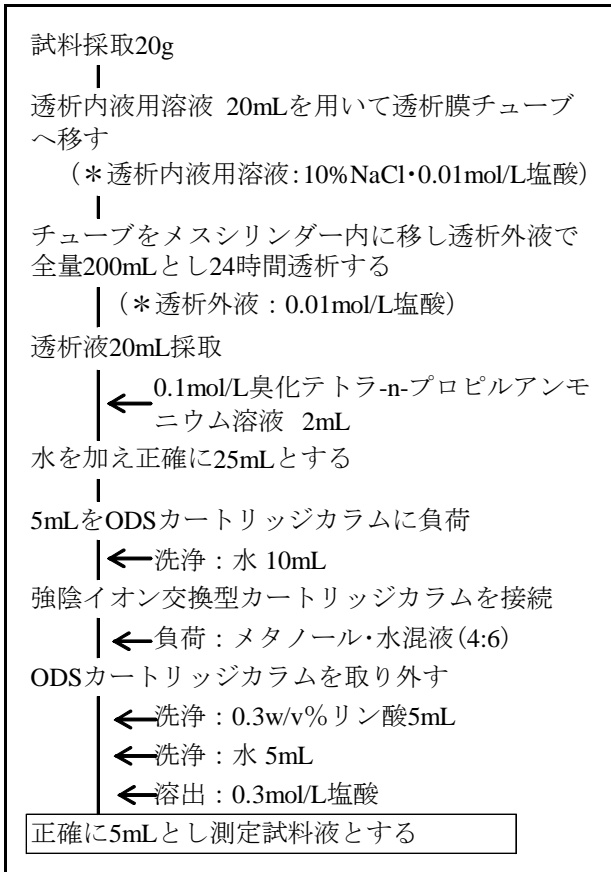 試料採取20g
透析内液用溶液 20mLを用いて透析膜チューブ
へ移す
（＊透析内液用溶液：10%NaCl・0.01mol/L塩酸）
チューブをメスシリンダー内に移し透析外液で
全量200mLとし24時間透析する
（＊透析外液：0.01mol/L塩酸）
透析液20mL採取
0.1mol/L臭化テトラ-n-プロピルアンモ
ニウム溶液 2mL
水を加え正確に25mLとする
5mLをODSカートリッジカラムに負荷
洗浄：水 10mL
強陰イオン交換型カートリッジカラムを接続
負荷：メタノール・水混液(4:6)
ODSカートリッジカラムを取り外す
洗浄：0.3w/v%リン酸5mL
洗浄：水 5mL
溶出：0.3mol/L塩酸
正確に5mLとし測定試料液とする